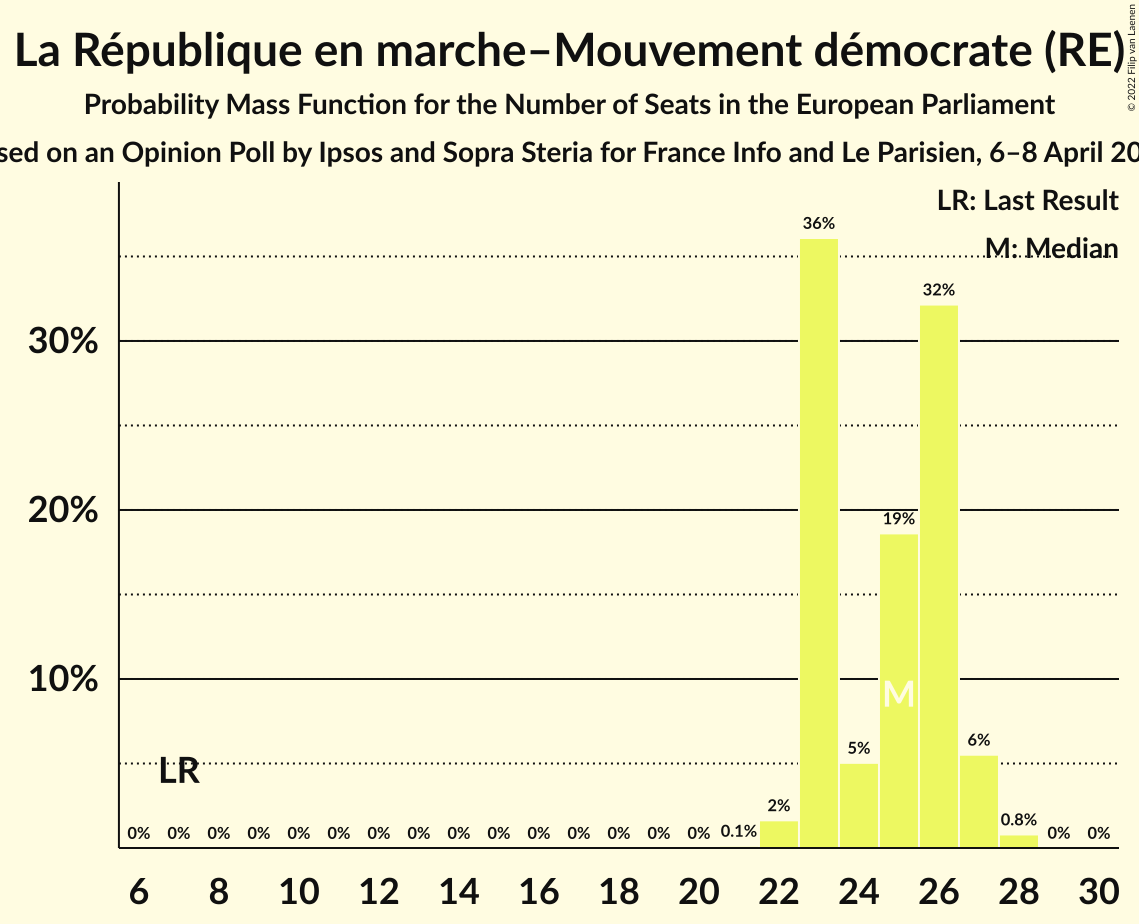 La République en marche–Mouvement démocrate (RE)
© 2022 Filip van Laenen
Probability Mass Function for the Number of Seats in the European Parliament
on an Opinion Poll by Ipsos and Sopra Steria for France Info and Le Parisien, 6–8 April
LR: Last Result
M: Median
36%
32%
30%
20%
19%
10%
M
LR
5%
6%
2%
0% 0% 0% 0% 0% 0% 0% 0% 0% 0% 0% 0% 0% 0% 0% 0.1% 0.8% 0% 0%
6 8 10 12 14 16 18 20 22 24 26 28 30